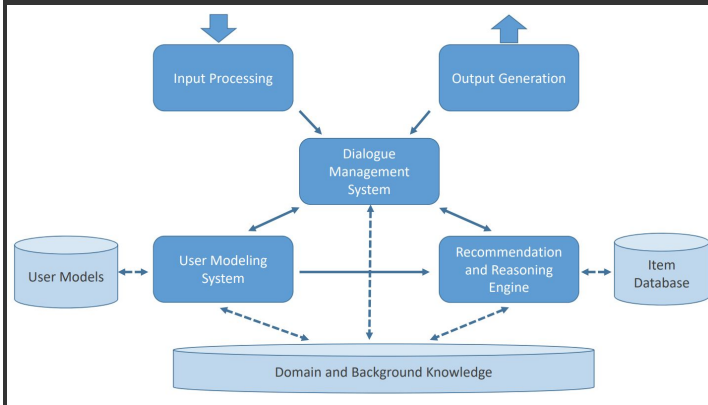 Input Processing
Output Generation
Dialogue
Management
System
User Models
User Modeling
System
Recommendation
and Reasoning
Engine
Item
Database
Domain and Background Knowledge